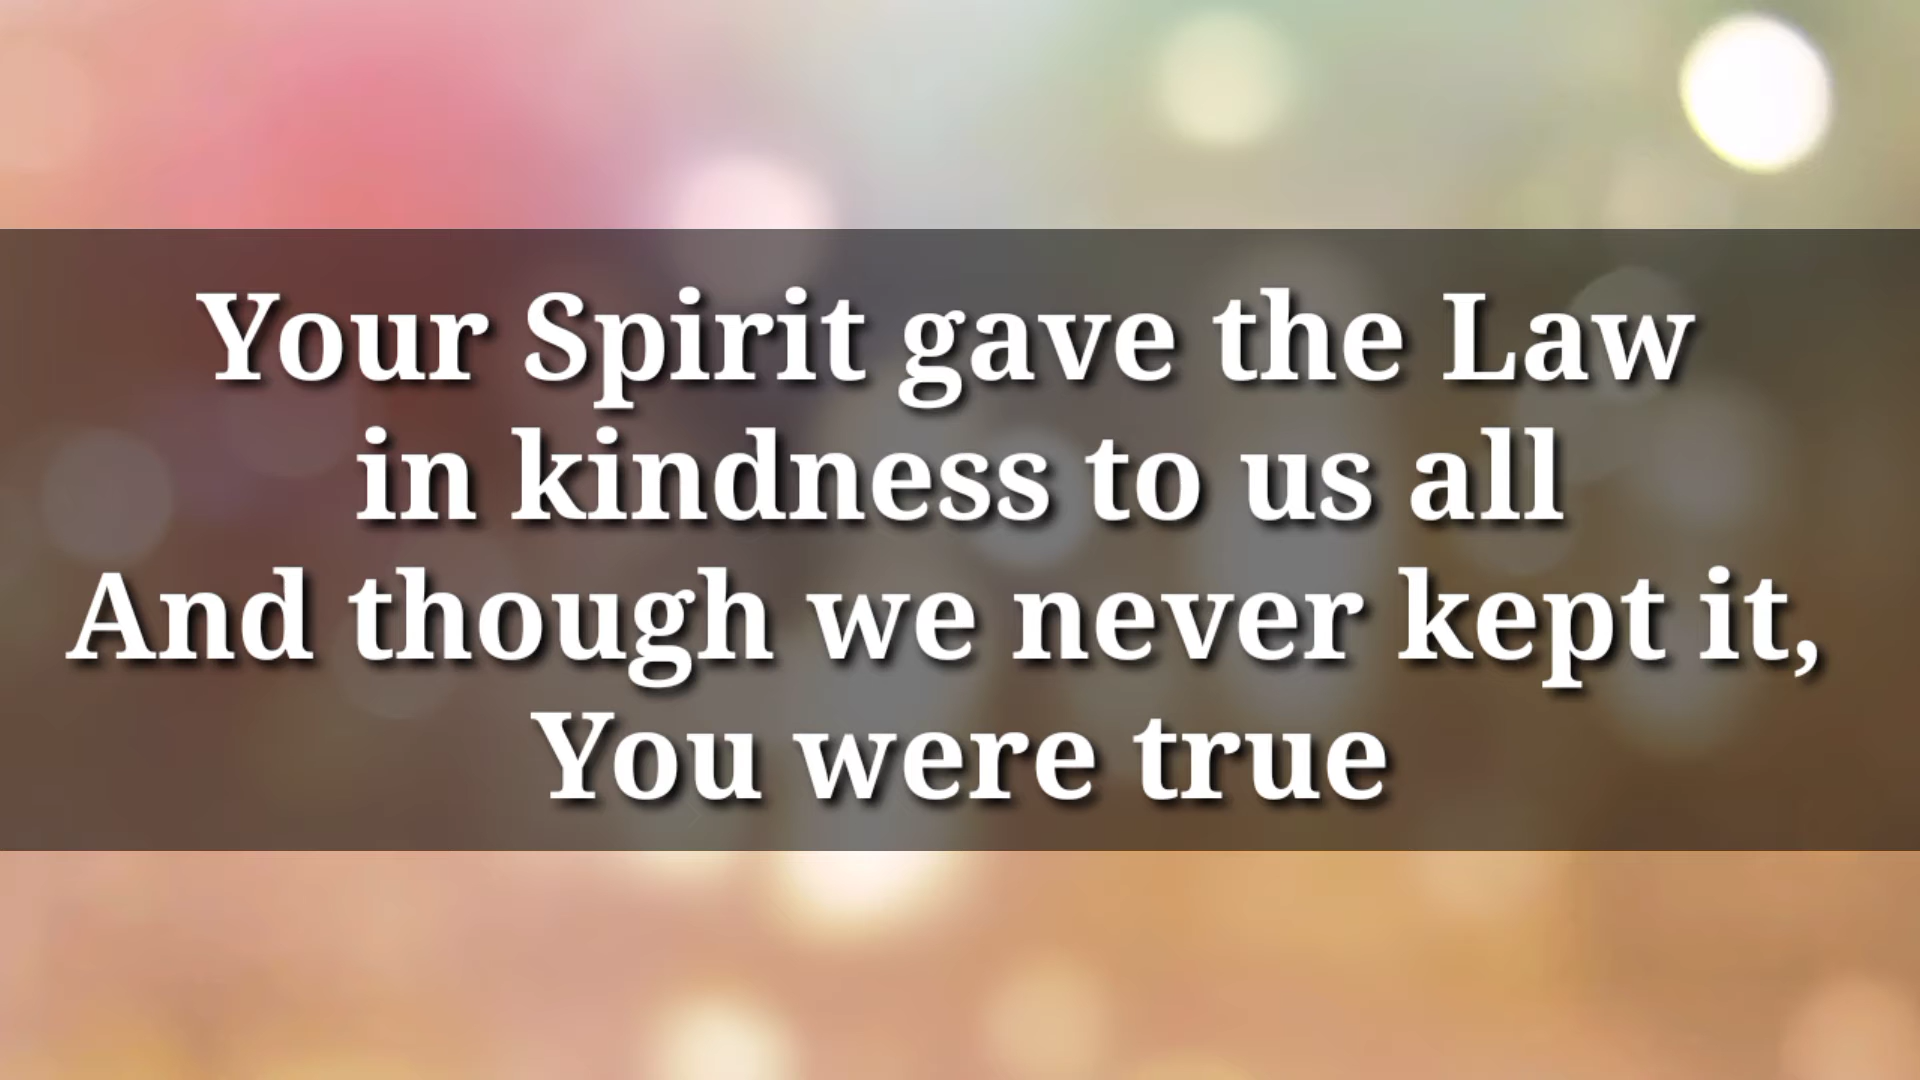 Your Spirit gave the Law
in kindness to us all
And though we never kept it,
You were true